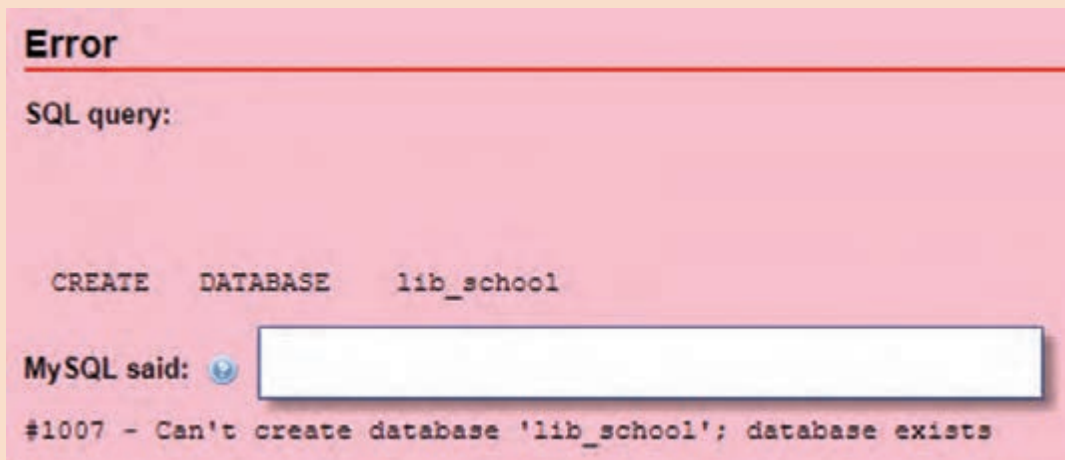 Error
SQL query:
CREATE DATABASE lib_school
MySQL said:
#1007 - Can't create database 'lib_school'; database exists